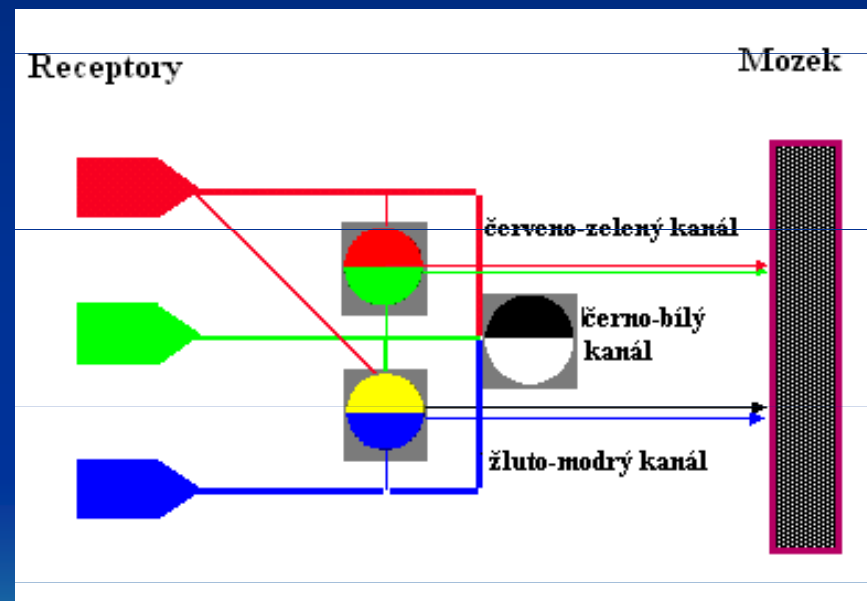 Receptory
Mozek
červeno-zelený kanál
černo-bílý
kanál
žluto-modrý kanál